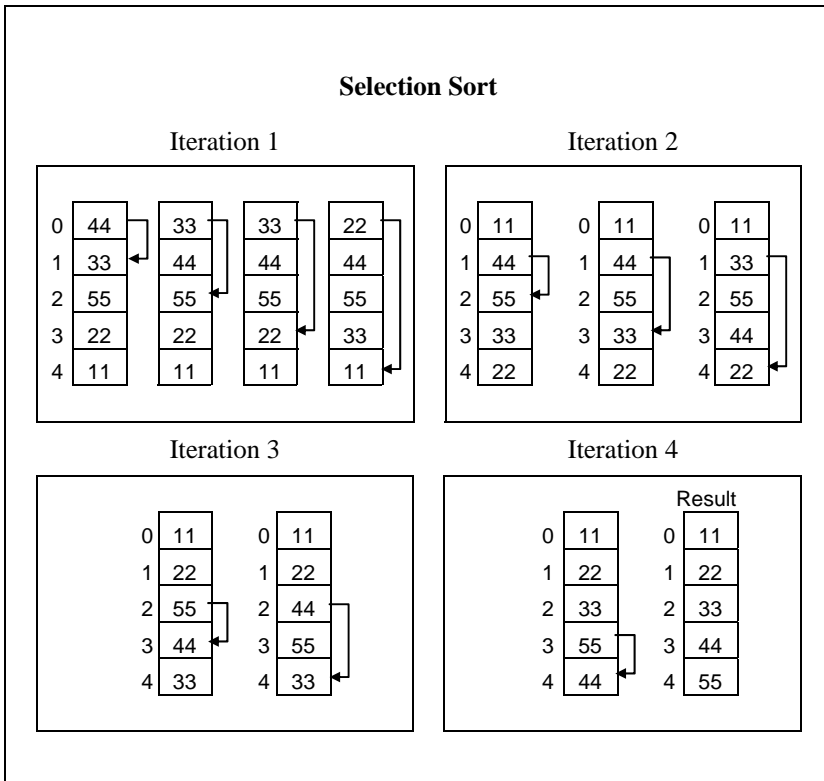 Selection Sort
Iteration 1
0 44 33 33 22
1 33 44 44 44
2 55 55 55 55
3 22 22 22 33
4 11 11 11 11
Iteration 2
0 11 0 11 0 11
1 44 1 44 1 33
2 55 2 55 2 55
3 33 3 33 3 44
4 22 4 22 4 22
Iteration 3
0 11 0 11
1 22 1 22
2 55 2 44
3 44 3 55
4 33 4 33
Iteration 4
Result
0 11 0 11
1 22 1 22
2 33 2 33
3 55 3 44
4 44 4 55